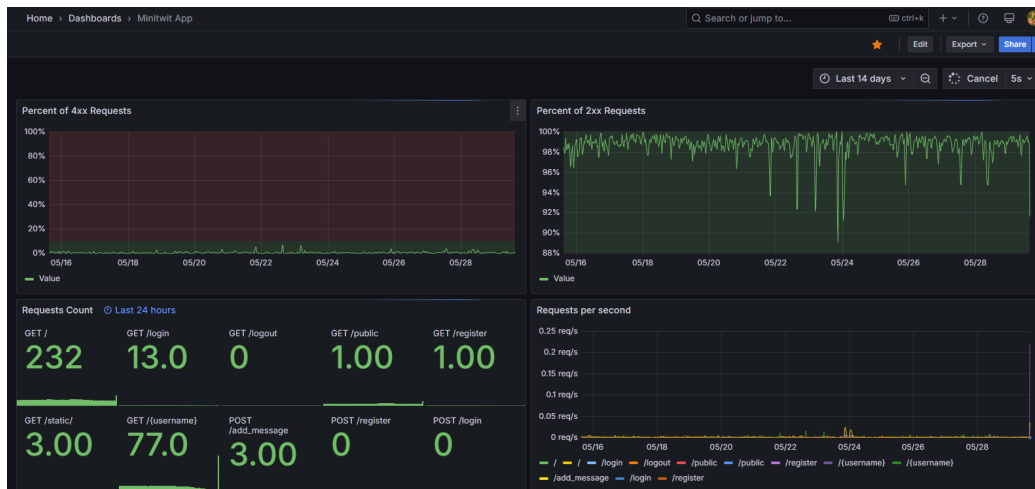 Home › Dashboards › Minitwit App
Search or jump to... ctrl+k
Edit Export Share
Last 14 days Cancel 5s
Percent of 4xx Requests
100%
80%
60%
40%
20%
0%
05/16 05/18 05/20 05/22 05/24 05/26 05/28
Value
Percent of 2xx Requests
100%
98%
96%
94%
92%
90%
88%
05/16 05/18 05/20 05/22 05/24 05/26 05/28
Value
Requests Count Last 24 hours
GET / GET /login GET /logout GET /public GET /register
232 13.0 0 1.00 1.00
GET /static/ GET /{username} POST /add_message POST /register POST /login
3.00 77.0 3.00 0 0
Requests per second
0.25 req/s
0.2 req/s
0.15 req/s
0.1 req/s
0.05 req/s
0 req/s
05/16 05/18 05/20 05/22 05/24 05/26 05/28
/ / /login /logout /public /public /register /{username} /{username}
/add_message /login /register